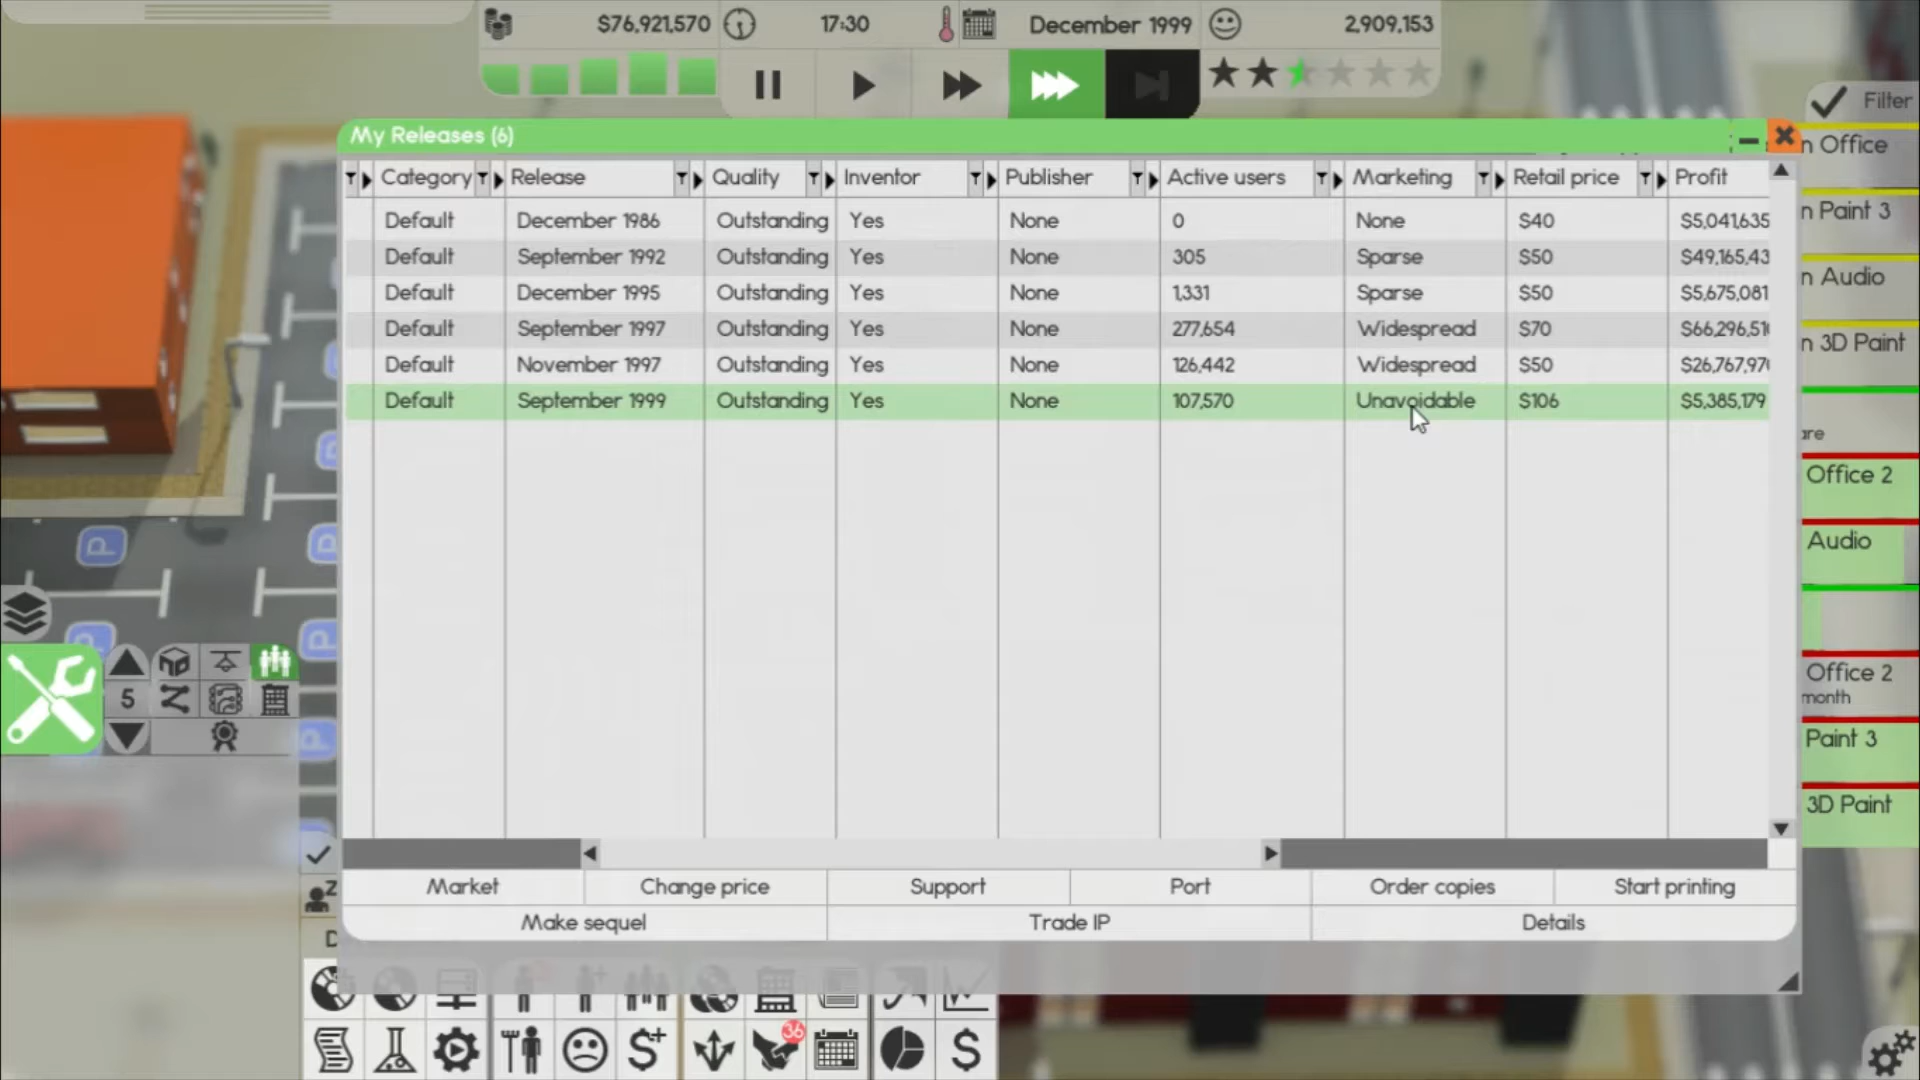 $76,921,570 17:30 December 1999 2,909,153
My Releases (6)
Category Release Quality Inventor Publisher Active users Marketing Retail price Profit
Default December 1986 Outstanding Yes None 0 None $40 $5,041,635
Default September 1992 Outstanding Yes None 305 Sparse $50 $49,165,43
Default December 1995 Outstanding Yes None 1,331 Sparse $50 $5,675,081
Default September 1997 Outstanding Yes None 277,654 Widespread $70 $66,296,51
Default November 1997 Outstanding Yes None 126,442 Widespread $50 $26,767,97
Default September 1999 Outstanding Yes None 107,570 Unavoidable $106 $5,385,179
Market Change price Support Port Order copies Start printing
Make sequel Trade IP Details
Filter
n Office
n Paint 3
n Audio
n 3D Paint
are
Office 2
Audio
Office 2
month
Paint 3
3D Paint
P
P
P
P
P
P
5
Z
D
36